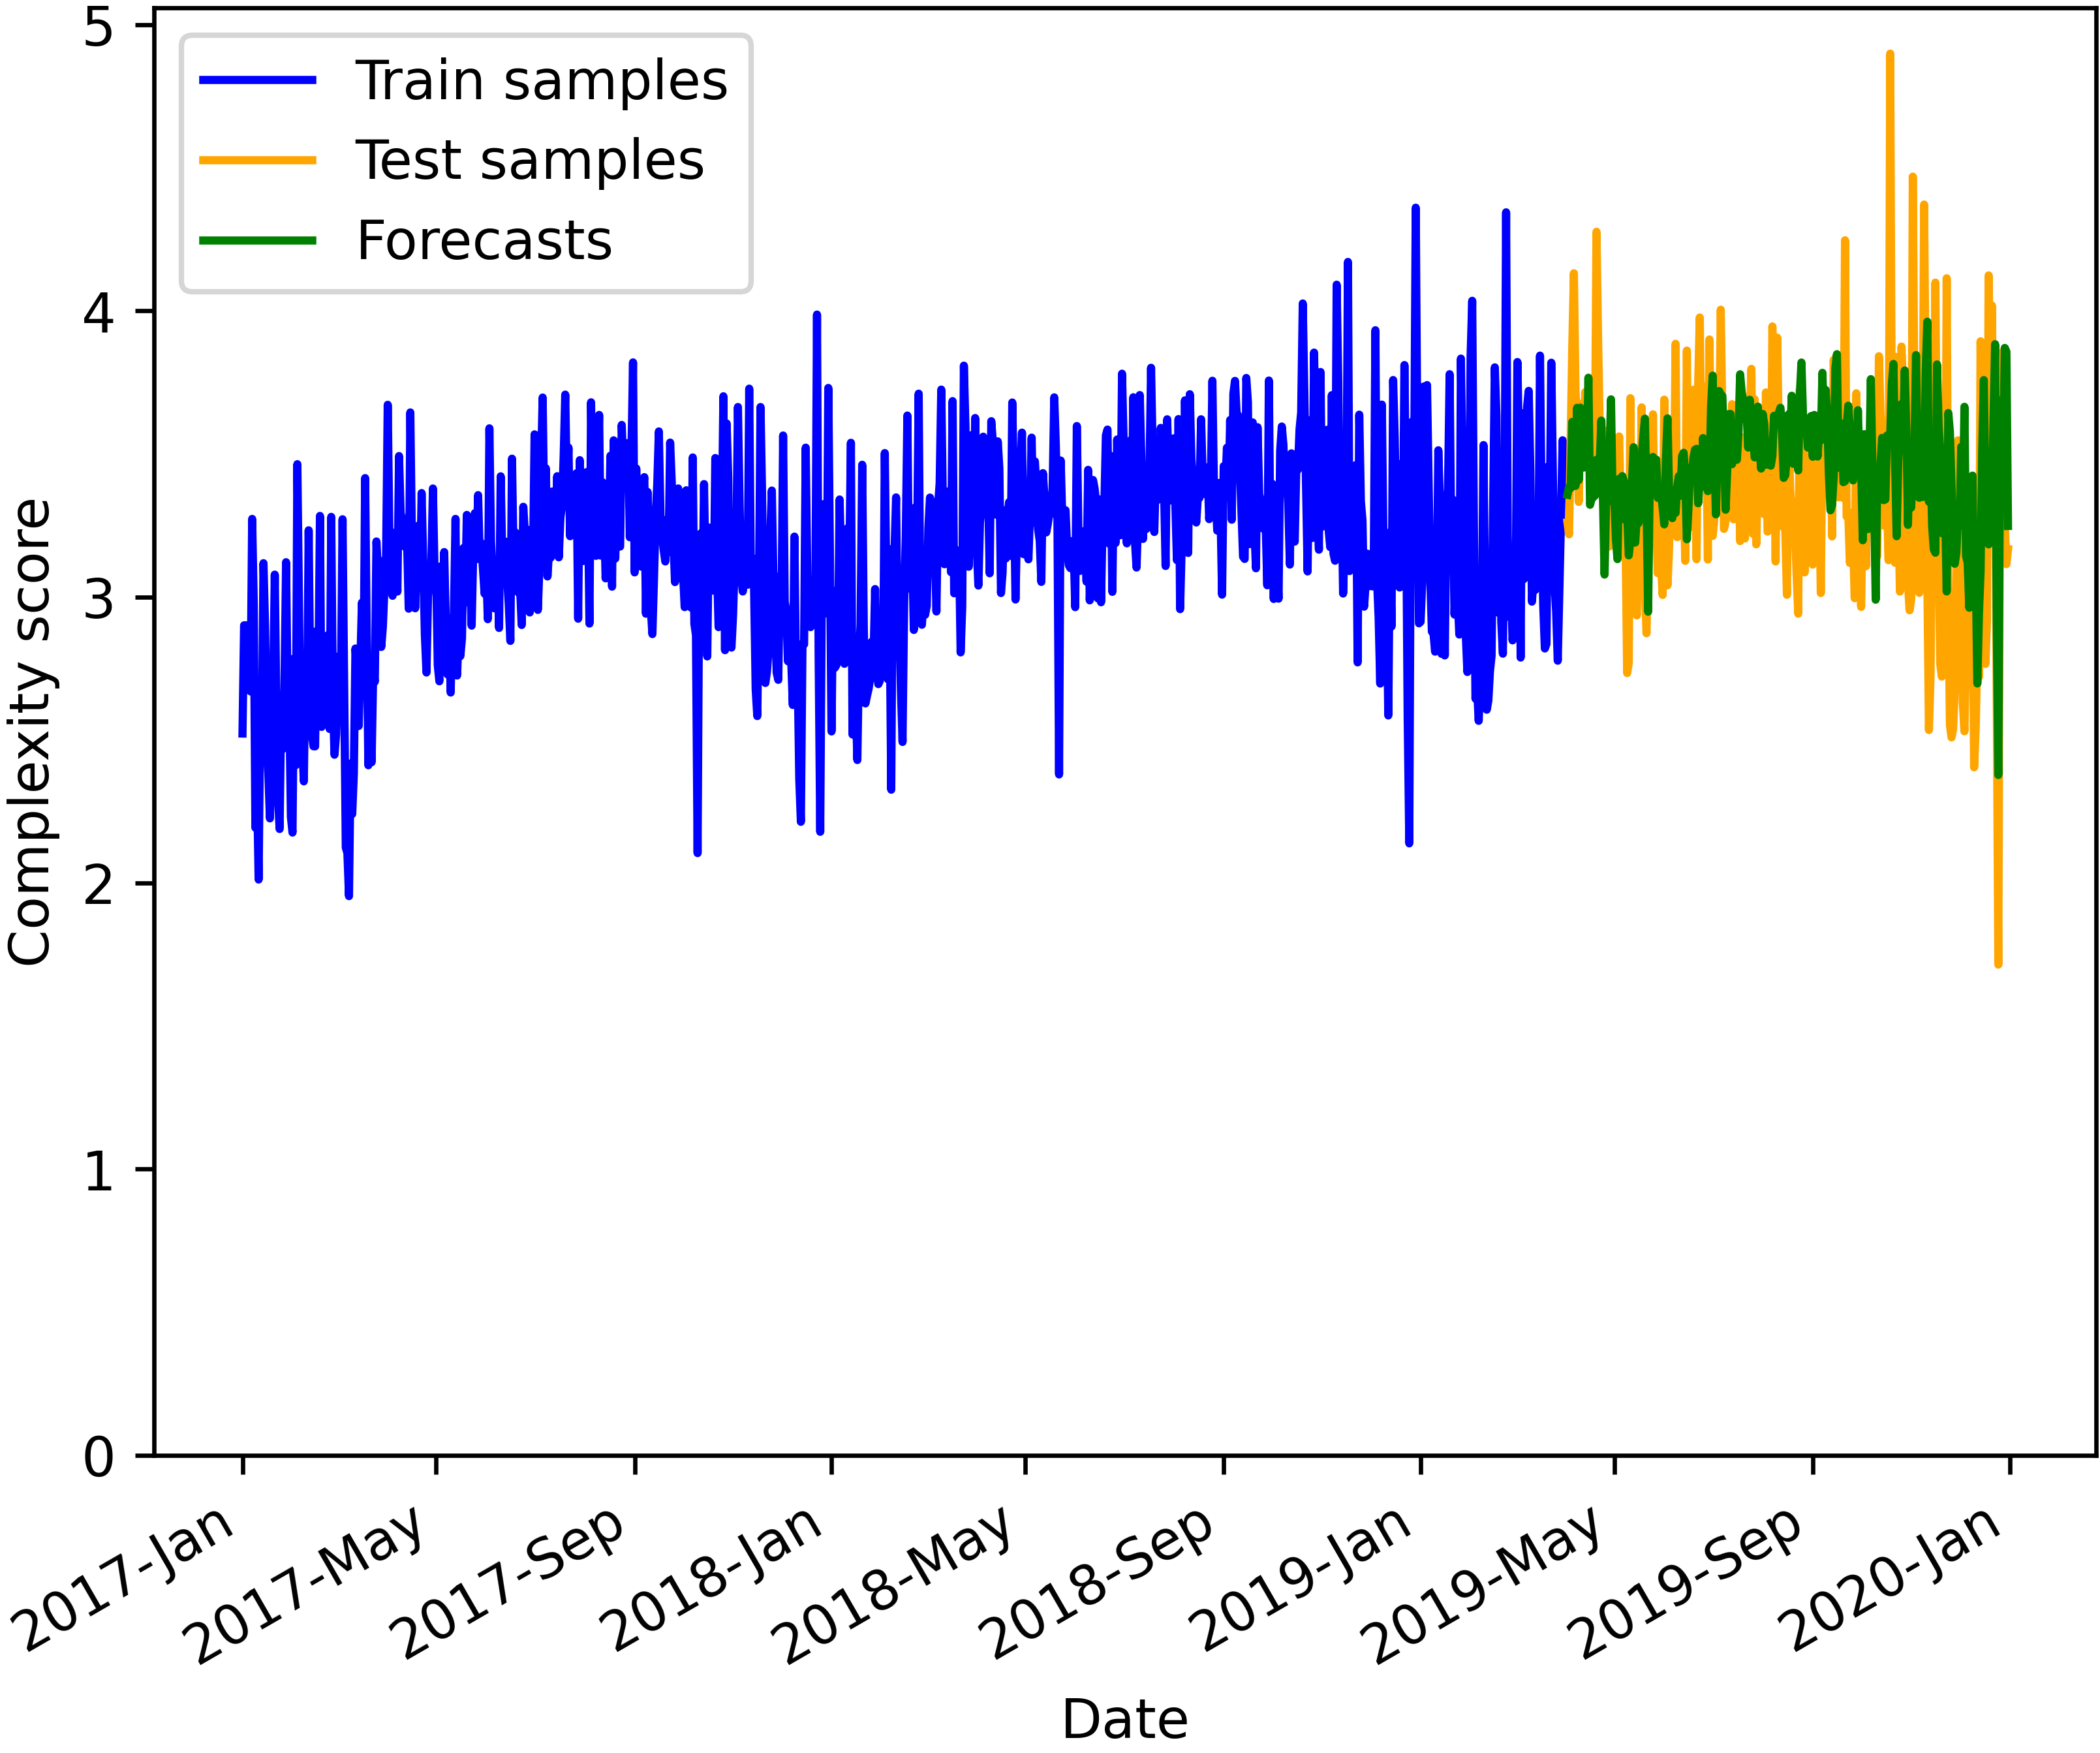 5
4
3
2
1
0
Complexity score
Train samples
Test samples
Forecasts
2017-Jan
2017-May
2017-Sep
2018-Jan
2018-May
2018-Sep
2019-Jan
2019-May
2019-Sep
2020-Jan
Date